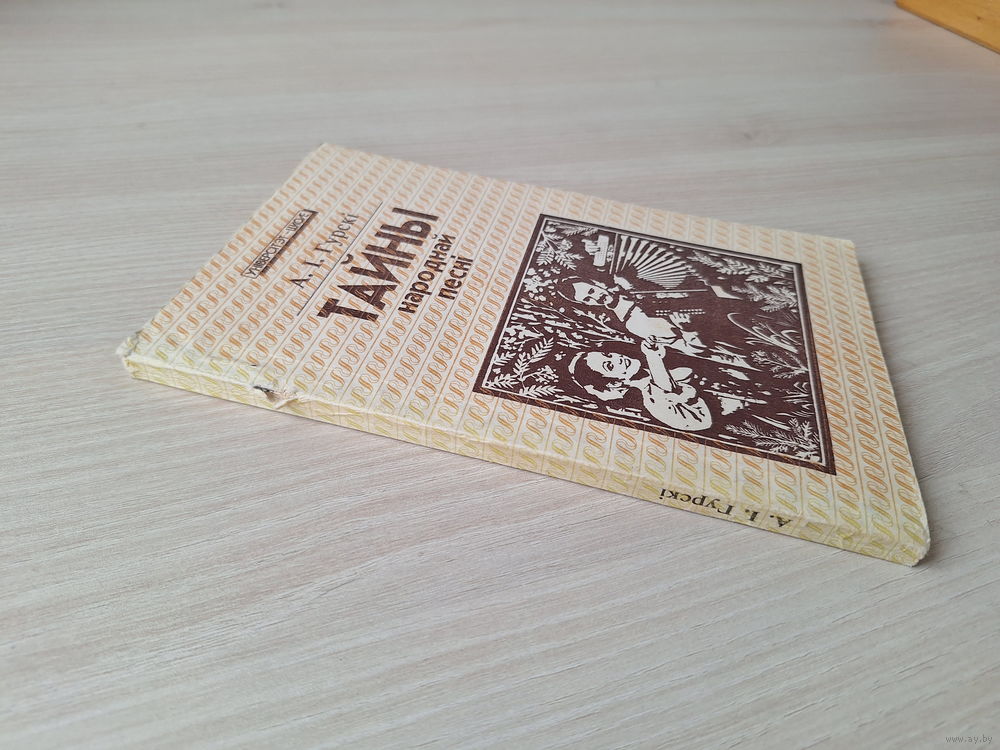 А. І. Гурскі
ТАЙНЫ
народнай
песні
А. І. Гурскі
www.ay.by